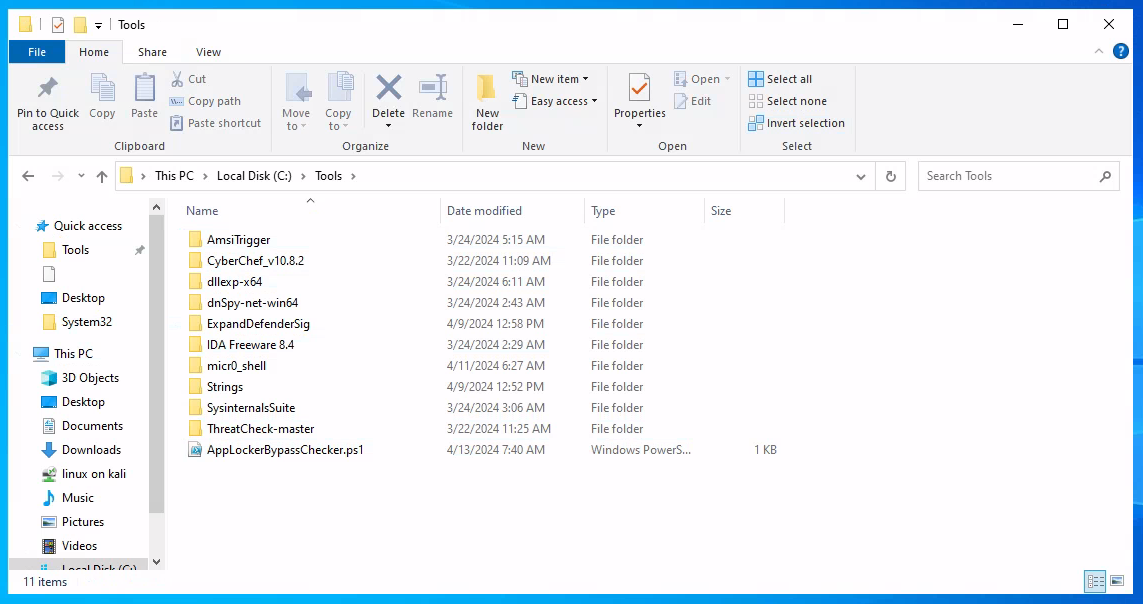 Tools
File Home Share View
Pin to Quick access
Copy
Paste
Cut
Copy path
Paste shortcut
Clipboard
Move to
Copy to
Delete
Rename
Organize
New folder
New item
Easy access
New
Properties
Open
Edit
Open
Select all
Select none
Invert selection
Select
This PC Local Disk (C:) Tools
Search Tools
Quick access
Tools
Desktop
System32
This PC
3D Objects
Desktop
Documents
Downloads
linux on kali
Music
Pictures
Videos
Local Disk (C:)
Name Date modified Type Size
AmsiTrigger 3/24/2024 5:15 AM File folder
CyberChef_v10.8.2 3/22/2024 11:09 AM File folder
dllexp-x64 3/24/2024 6:11 AM File folder
dnSpy-net-win64 3/24/2024 2:43 AM File folder
ExpandDefenderSig 4/9/2024 12:58 PM File folder
IDA Freeware 8.4 3/24/2024 2:29 AM File folder
micr0_shell 4/11/2024 6:27 AM File folder
Strings 4/9/2024 12:52 PM File folder
SysinternalsSuite 3/24/2024 3:06 AM File folder
ThreatCheck-master 3/22/2024 11:25 AM File folder
AppLockerBypassChecker.ps1 4/13/2024 7:40 AM Windows PowerS... 1 KB
11 items